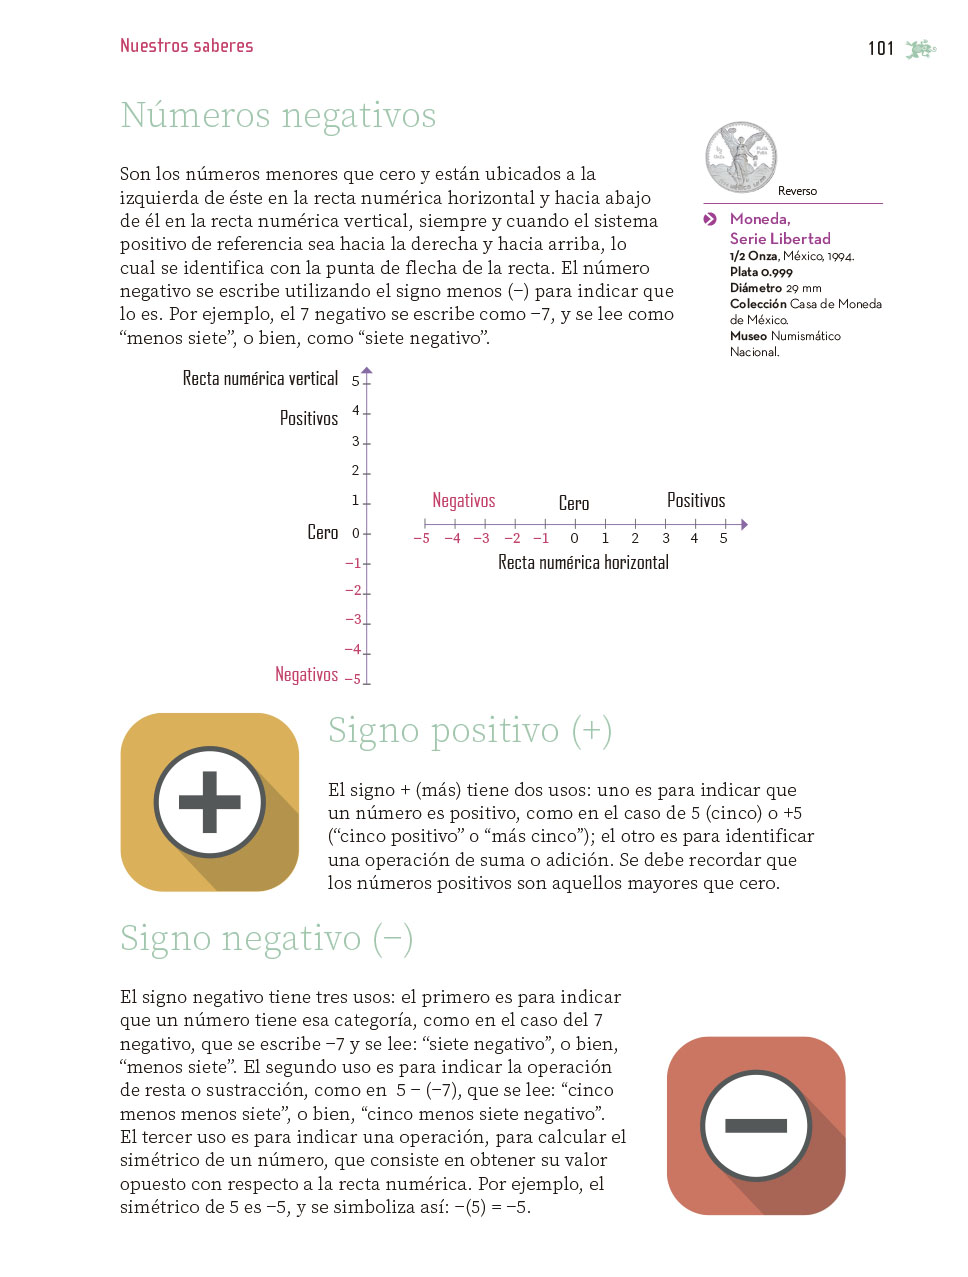 Nuestros saberes
101
Números negativos
Son los números menores que cero y están ubicados a la
izquierda de éste en la recta numérica horizontal y hacia abajo
de él en la recta numérica vertical, siempre y cuando el sistema
positivo de referencia sea hacia la derecha y hacia arriba, lo
cual se identifica con la punta de flecha de la recta. El número
negativo se escribe utilizando el signo menos (−) para indicar que
lo es. Por ejemplo, el 7 negativo se escribe como −7, y se lee como
“menos siete”, o bien, como “siete negativo”.
Reverso
Moneda,
Serie Libertad
1/2 Onza, México, 1994.
Plata 0.999
Diámetro 29 mm
Colección Casa de Moneda
de México.
Museo Numismático
Nacional.
Recta numérica vertical
5
Positivos
4
3
2
1
Cero
0
−1
−2
−3
−4
Negativos
−5
Negativos Cero Positivos
−5 −4 −3 −2 −1 0 1 2 3 4 5
Recta numérica horizontal
Signo positivo (+)
El signo + (más) tiene dos usos: uno es para indicar que
un número es positivo, como en el caso de 5 (cinco) o +5
(“cinco positivo” o “más cinco”); el otro es para identificar
una operación de suma o adición. Se debe recordar que
los números positivos son aquellos mayores que cero.
Signo negativo (−)
El signo negativo tiene tres usos: el primero es para indicar
que un número tiene esa categoría, como en el caso del 7
negativo, que se escribe −7 y se lee: “siete negativo”, o bien,
“menos siete”. El segundo uso es para indicar la operación
de resta o sustracción, como en 5 − (−7), que se lee: “cinco
menos menos siete”, o bien, “cinco menos siete negativo”.
El tercer uso es para indicar una operación, para calcular el
simétrico de un número, que consiste en obtener su valor
opuesto con respecto a la recta numérica. Por ejemplo, el
simétrico de 5 es −5, y se simboliza así: −(5) = −5.